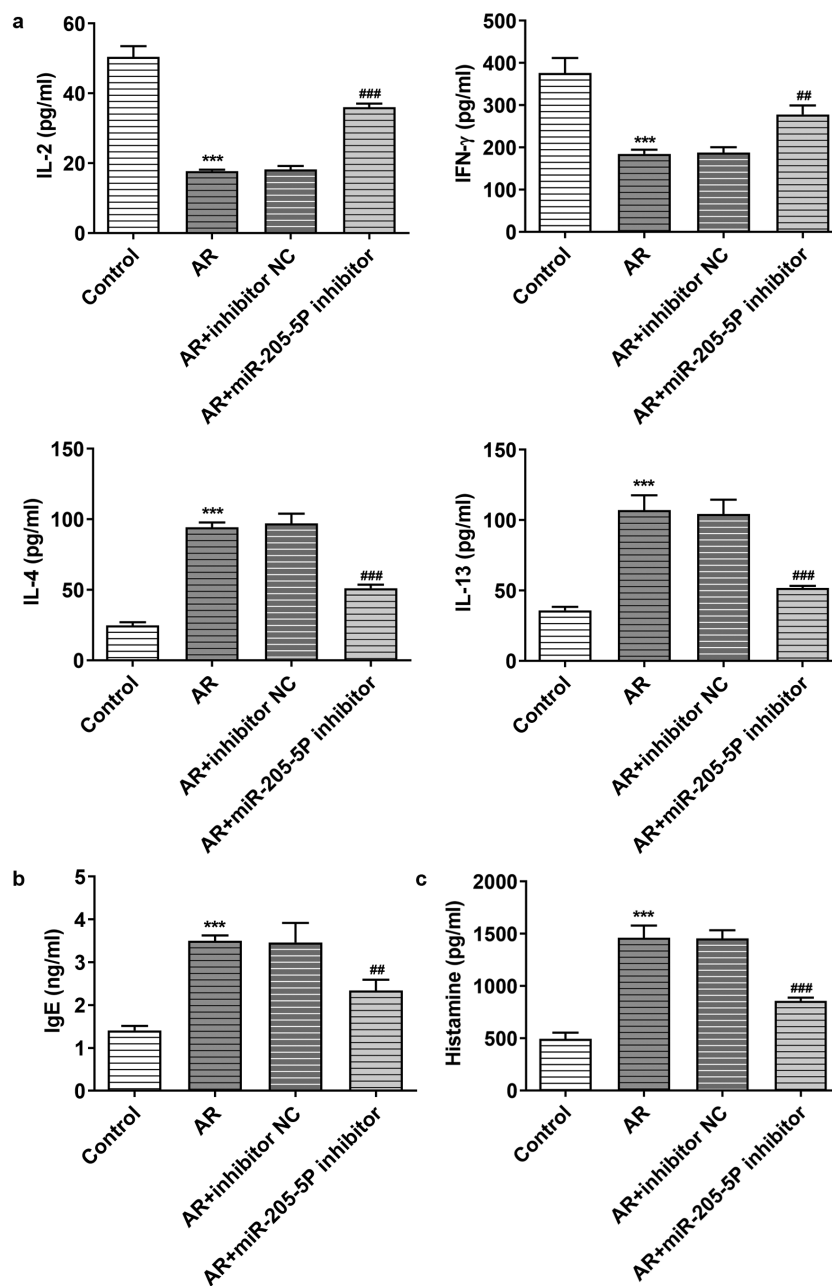 a
IL-2 (pg/ml)
60
40
20
0
***
###
Control
AR
AR+inhibitor NC
AR+miR-205-5P inhibitor
IFN-γ (pg/ml)
500
400
300
200
100
0
***
##
Control
AR
AR+inhibitor NC
AR+miR-205-5P inhibitor
IL-4 (pg/ml)
150
100
50
0
***
###
Control
AR
AR+inhibitor NC
AR+miR-205-5P inhibitor
IL-13 (pg/ml)
150
100
50
0
***
###
Control
AR
AR+inhibitor NC
AR+miR-205-5P inhibitor
b
IgE (ng/ml)
5
4
3
2
1
0
***
##
Control
AR
AR+inhibitor NC
AR+miR-205-5P inhibitor
c
Histamine (pg/ml)
2000
1500
1000
500
0
***
###
Control
AR
AR+inhibitor NC
AR+miR-205-5P inhibitor